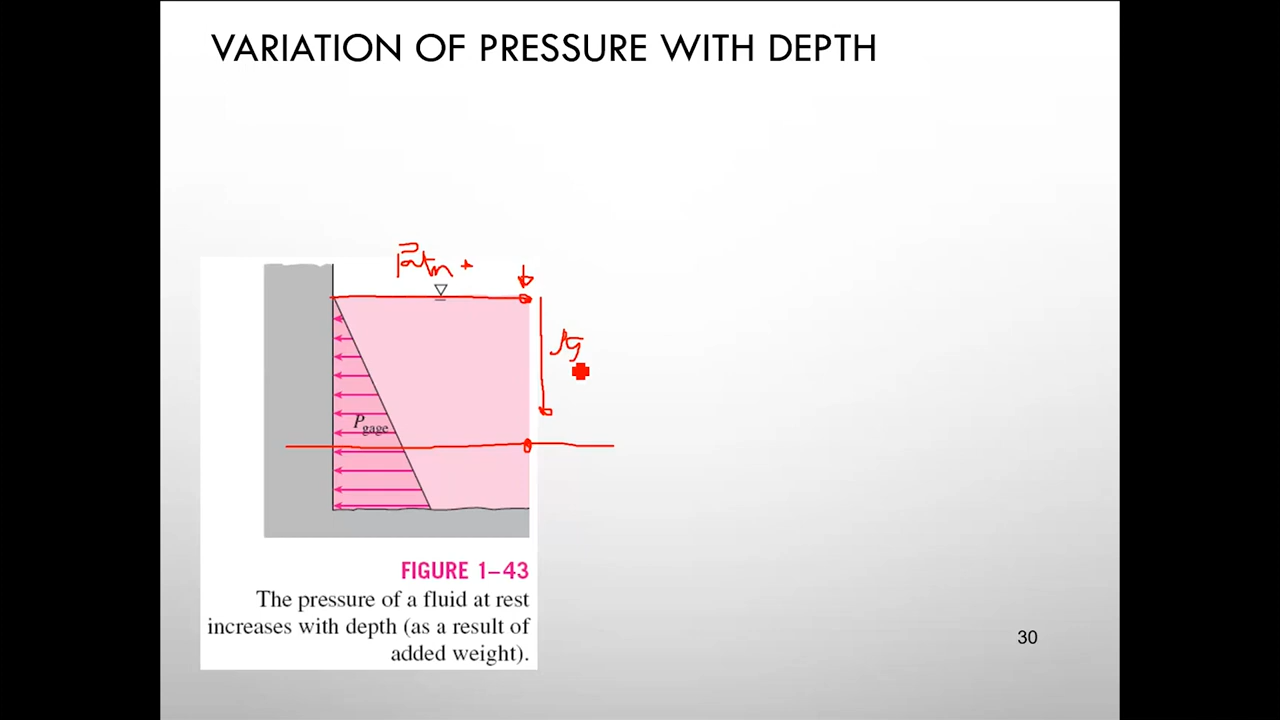 VARIATION OF PRESSURE WITH DEPTH
Patm
P gage
FIGURE 1–43
The pressure of a fluid at rest
increases with depth (as a result of
added weight).
30